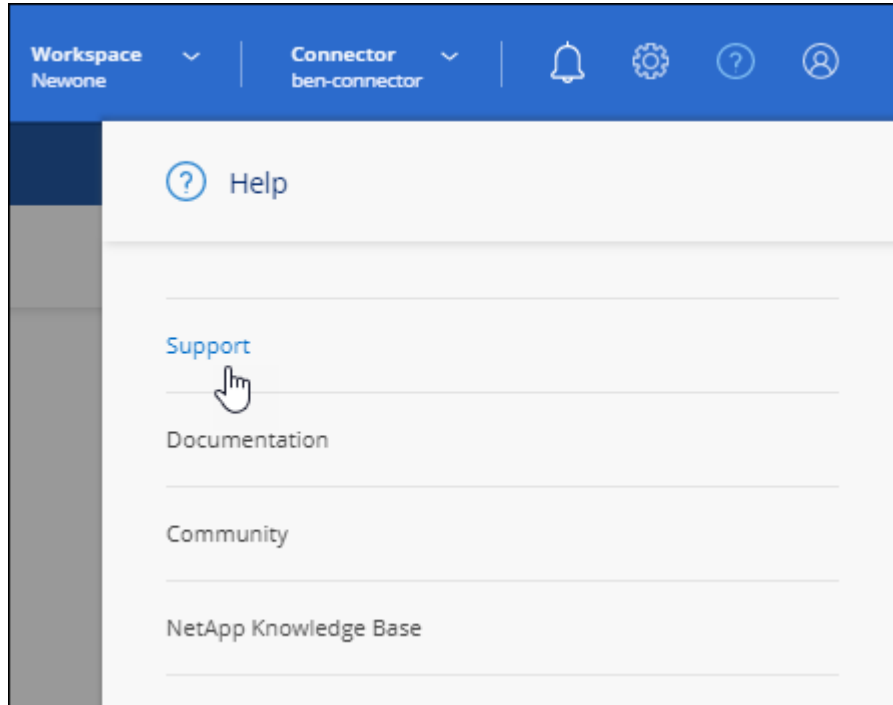 Workspace
Newone
Connector
ben-connector
Help
Support
Documentation
Community
NetApp Knowledge Base